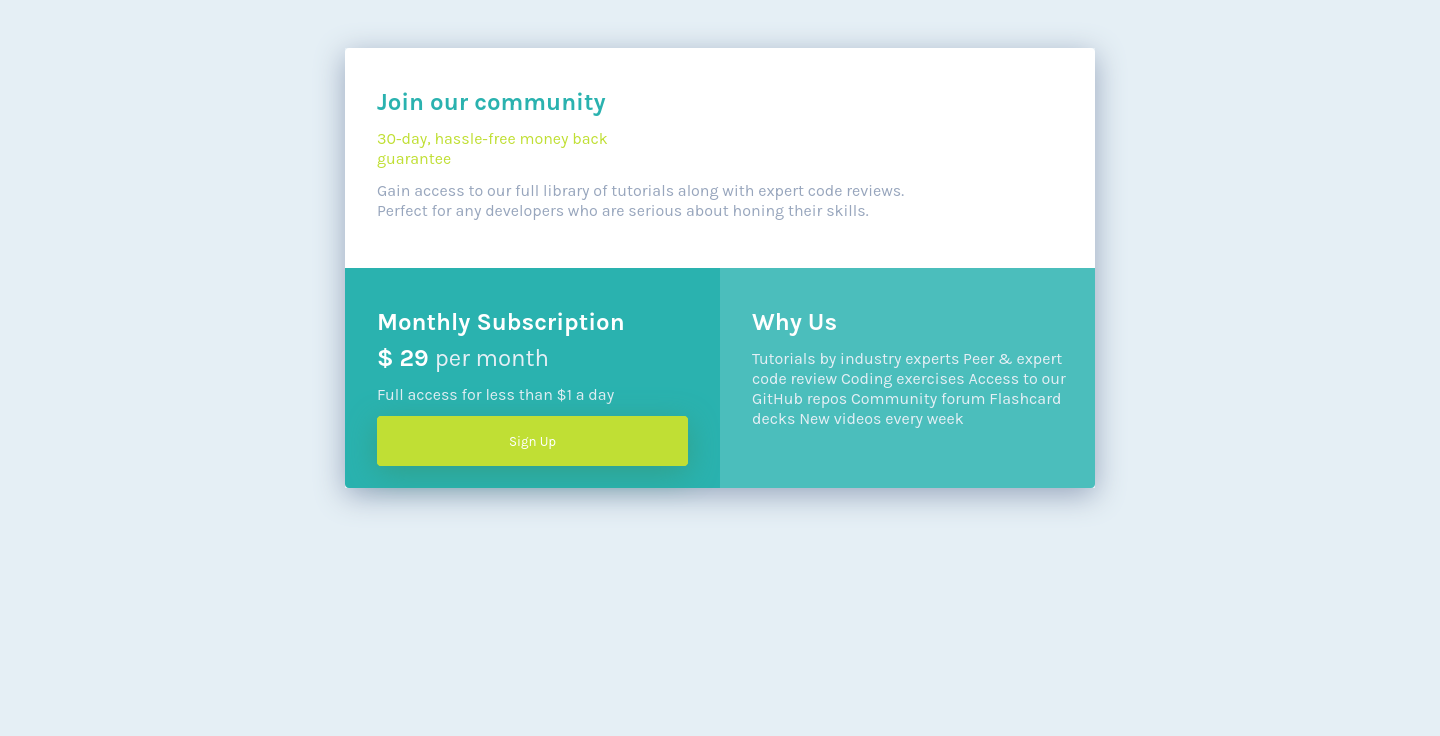 Join our community
30-day, hassle-free money back
guarantee
Gain access to our full library of tutorials along with expert code reviews.
Perfect for any developers who are serious about honing their skills.
Monthly Subscription
$ 29 per month
Full access for less than $1 a day
Sign Up
Why Us
Tutorials by industry experts Peer & expert
code review Coding exercises Access to our
GitHub repos Community forum Flashcard
decks New videos every week